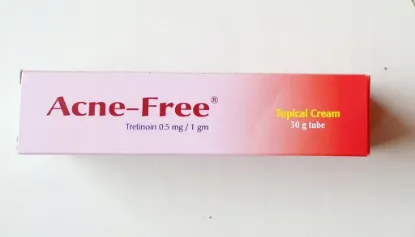 Acne-Free®
Tretinoin 0.5 mg / 1 gm
Topical Cream
30 g tube